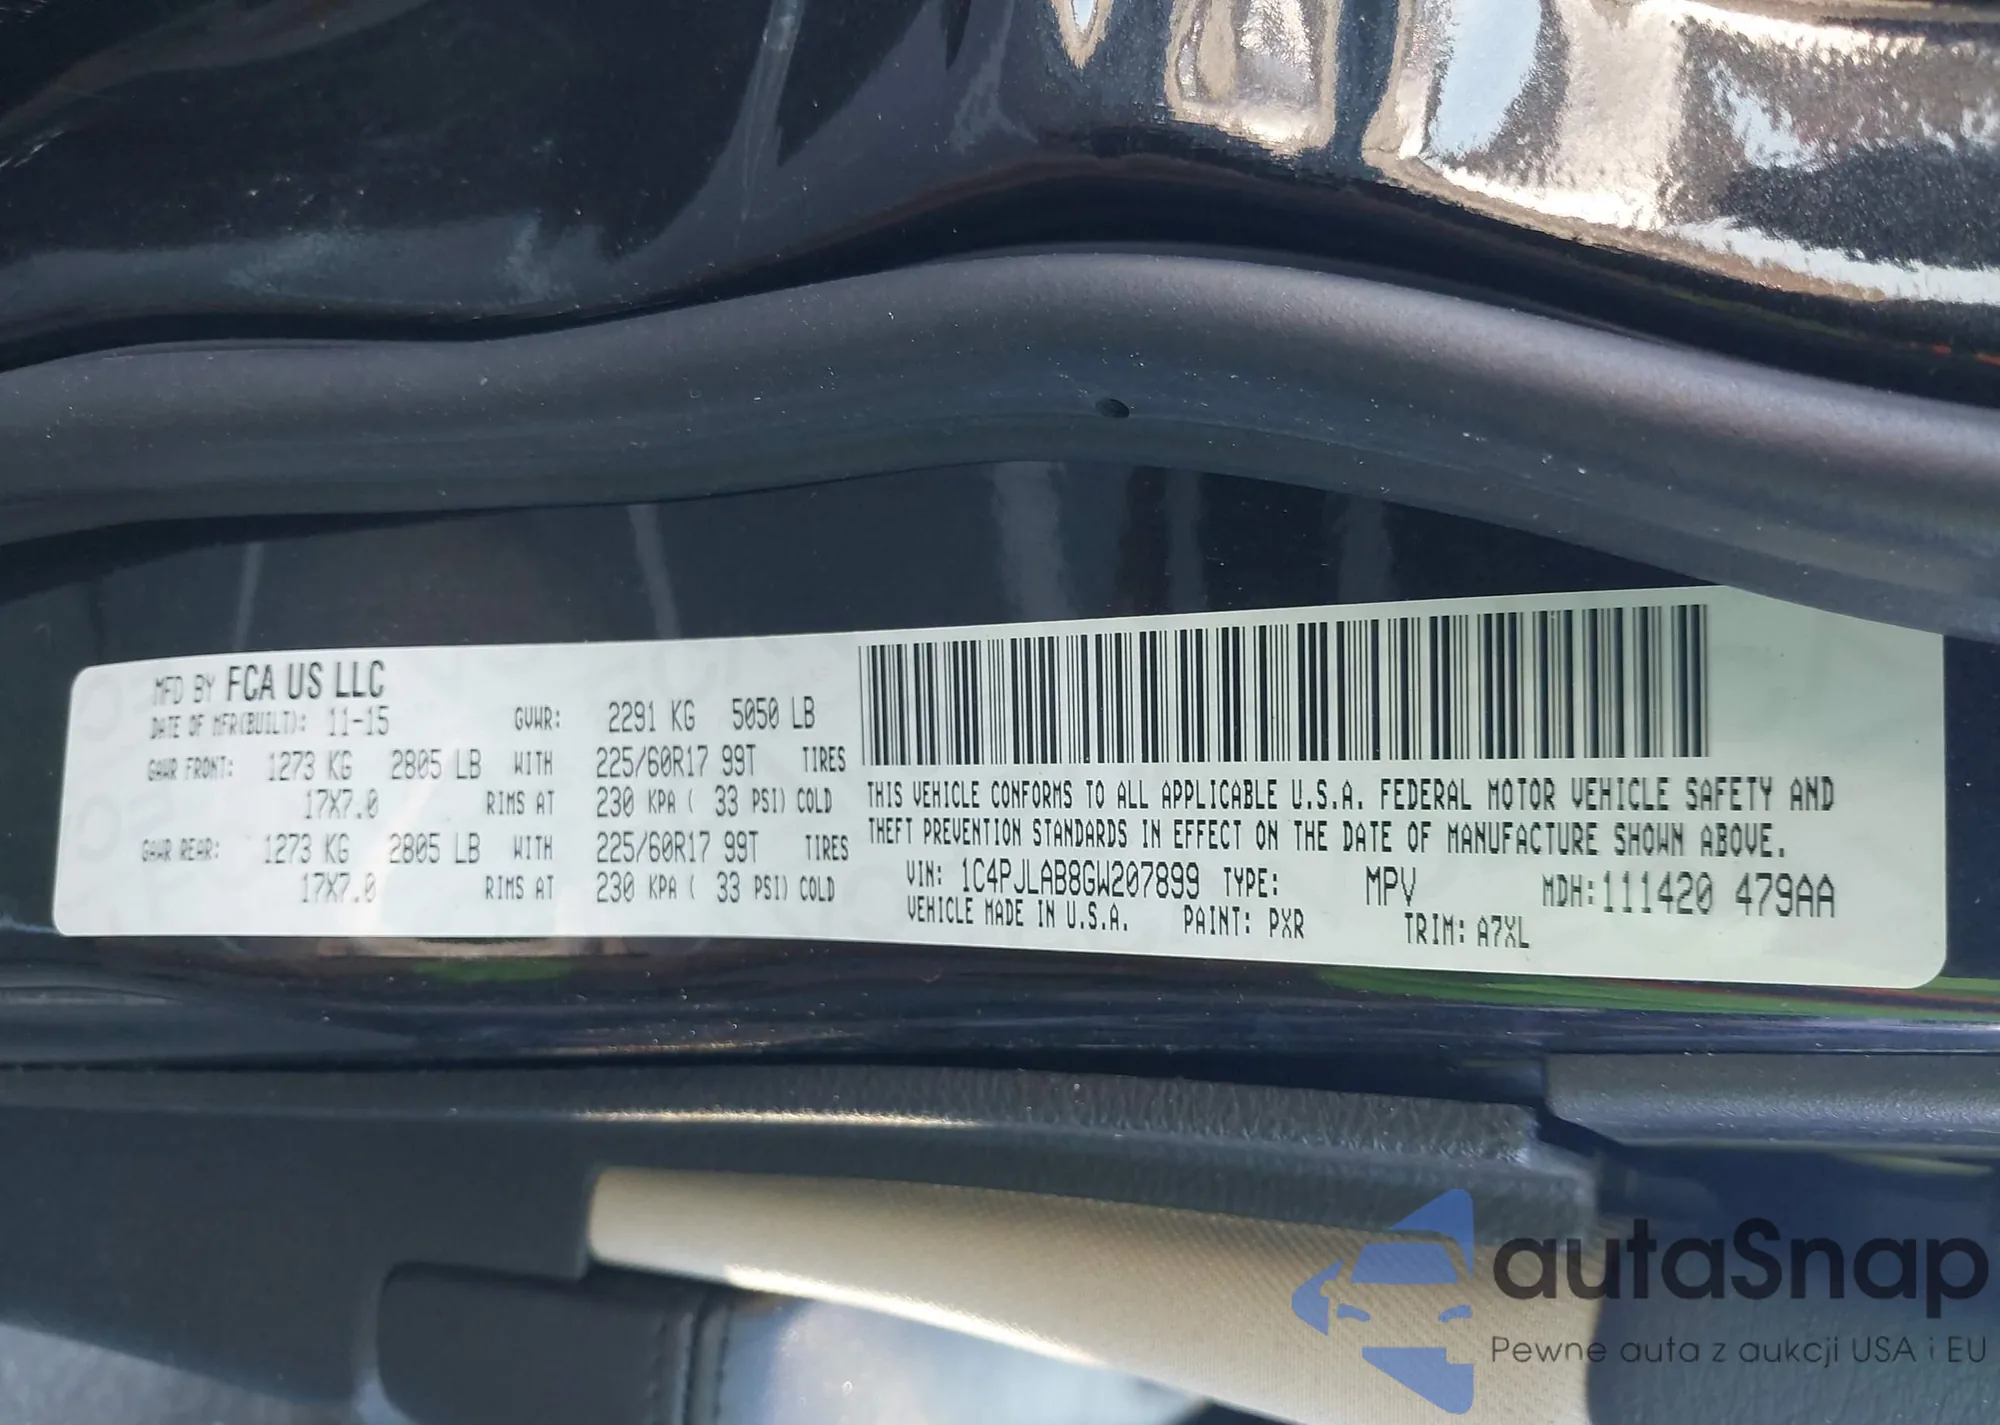 MFD BY FCA US LLC
DATE OF MFR(BUILT): 11-15 GVWR: 2291 KG 5050 LB
GAWR FRONT: 1273 KG 2805 LB WITH 225/60R17 99T TIRES
17X7.0 RIMS AT 230 KPA ( 33 PSI) COLD
GAWR REAR: 1273 KG 2805 LB WITH 225/60R17 99T TIRES
17X7.0 RIMS AT 230 KPA ( 33 PSI) COLD
THIS VEHICLE CONFORMS TO ALL APPLICABLE U.S.A. FEDERAL MOTOR VEHICLE SAFETY AND
THEFT PREVENTION STANDARDS IN EFFECT ON THE DATE OF MANUFACTURE SHOWN ABOVE.
VIN: 1C4PJLAB8GW207899 TYPE: MPV MDH:111420 479AA
VEHICLE MADE IN U.S.A. PAINT: PXR TRIM: A7XL
autaSnap
Pewne auta z aukcji USA i EU